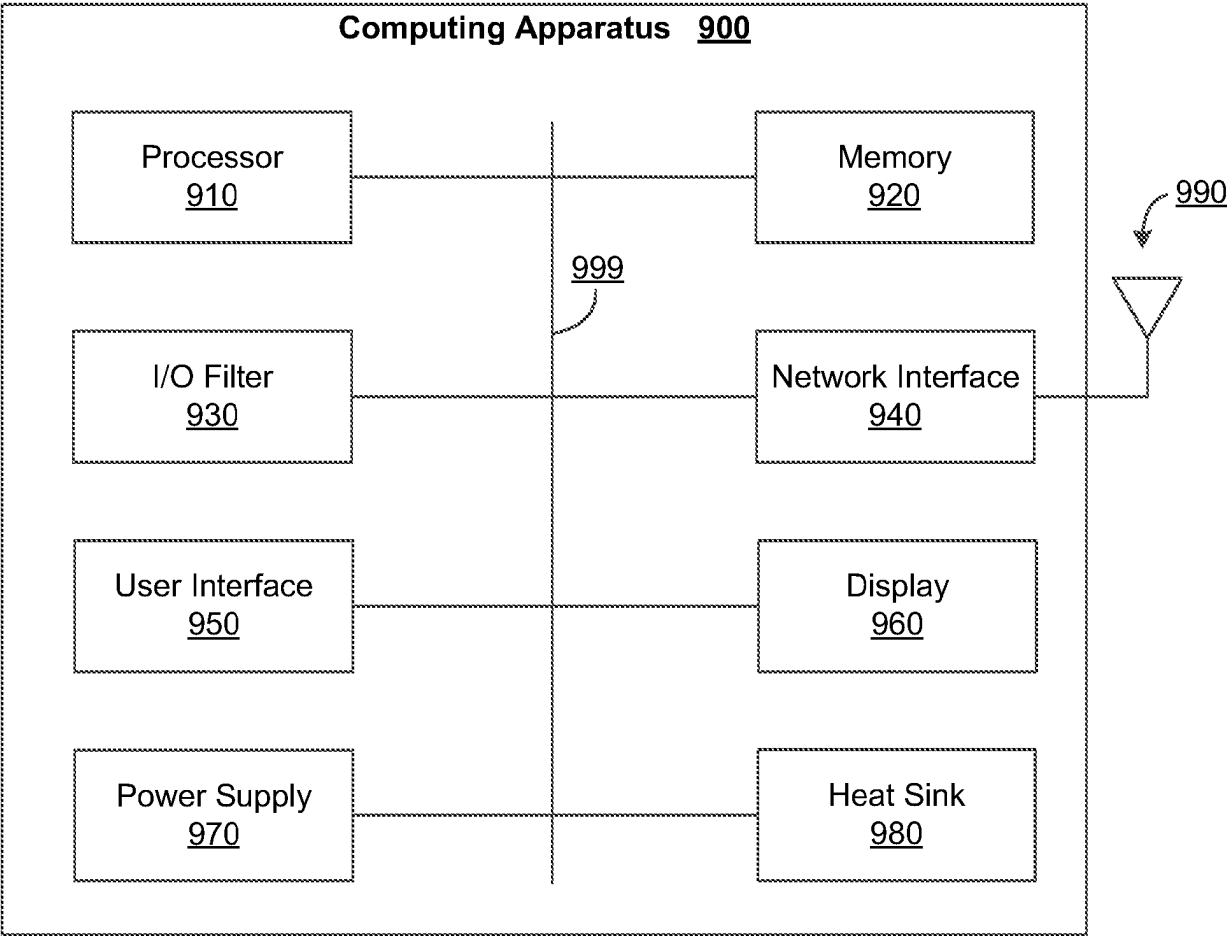 Computing Apparatus 900
Processor
910
Memory
920
990
999
I/O Filter
930
Network Interface
940
User Interface
950
Display
960
Power Supply
970
Heat Sink
980